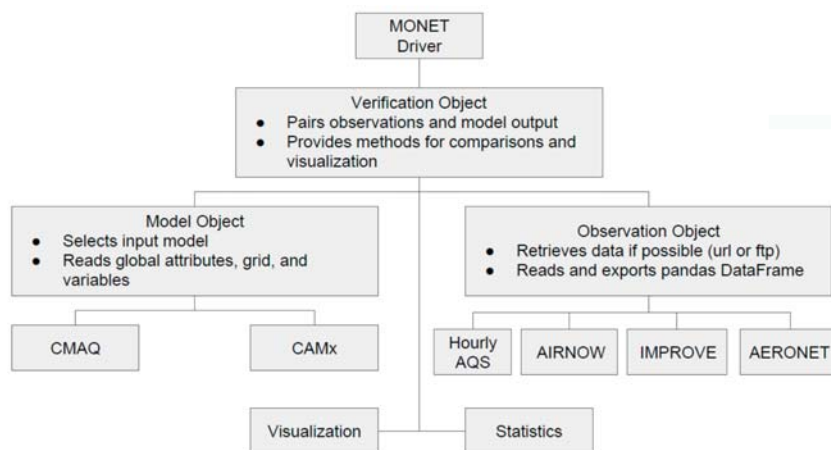 MONET
Driver
Verification Object
● Pairs observations and model output
● Provides methods for comparisons and
visualization
Model Object
● Selects input model
● Reads global attributes, grid, and
variables
Observation Object
● Retrieves data if possible (url or ftp)
● Reads and exports pandas DataFrame
CMAQ
CAMx
Hourly
AQS
AIRNOW
IMPROVE
AERONET
Visualization
Statistics